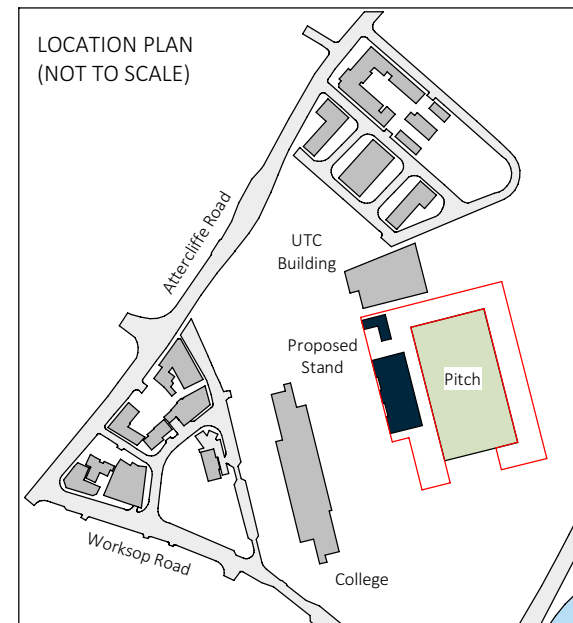 LOCATION PLAN
(NOT TO SCALE)
Attercliffe Road
UTC
Building
Proposed
Stand
Pitch
College
Worksop Road